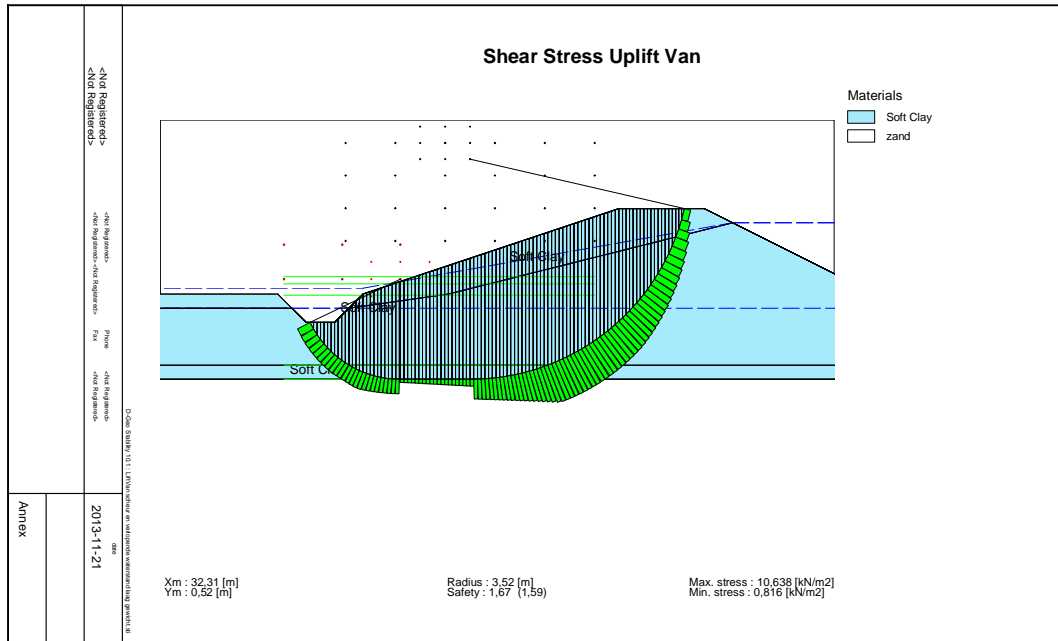 Shear Stress Uplift Van
Materials
Soft Clay
zand
Soft Clay
Soft Clay
Soft Cl
Xm : 32,31 [m]
Ym : 0,52 [m]
Radius : 3,52 [m]
Safety : 1,67 (1,59)
Max. stress : 10,638 [kN/m2]
Min. stress : 0,816 [kN/m2]
<Not Registered>
<Not Registered>
<Not Registered>
<Not Registered> <Not Registered>
Phone
Fax
<Not Registered>
<Not Registered>
date
2013-11-21
Annex
D-Geo Stability 10.1 :